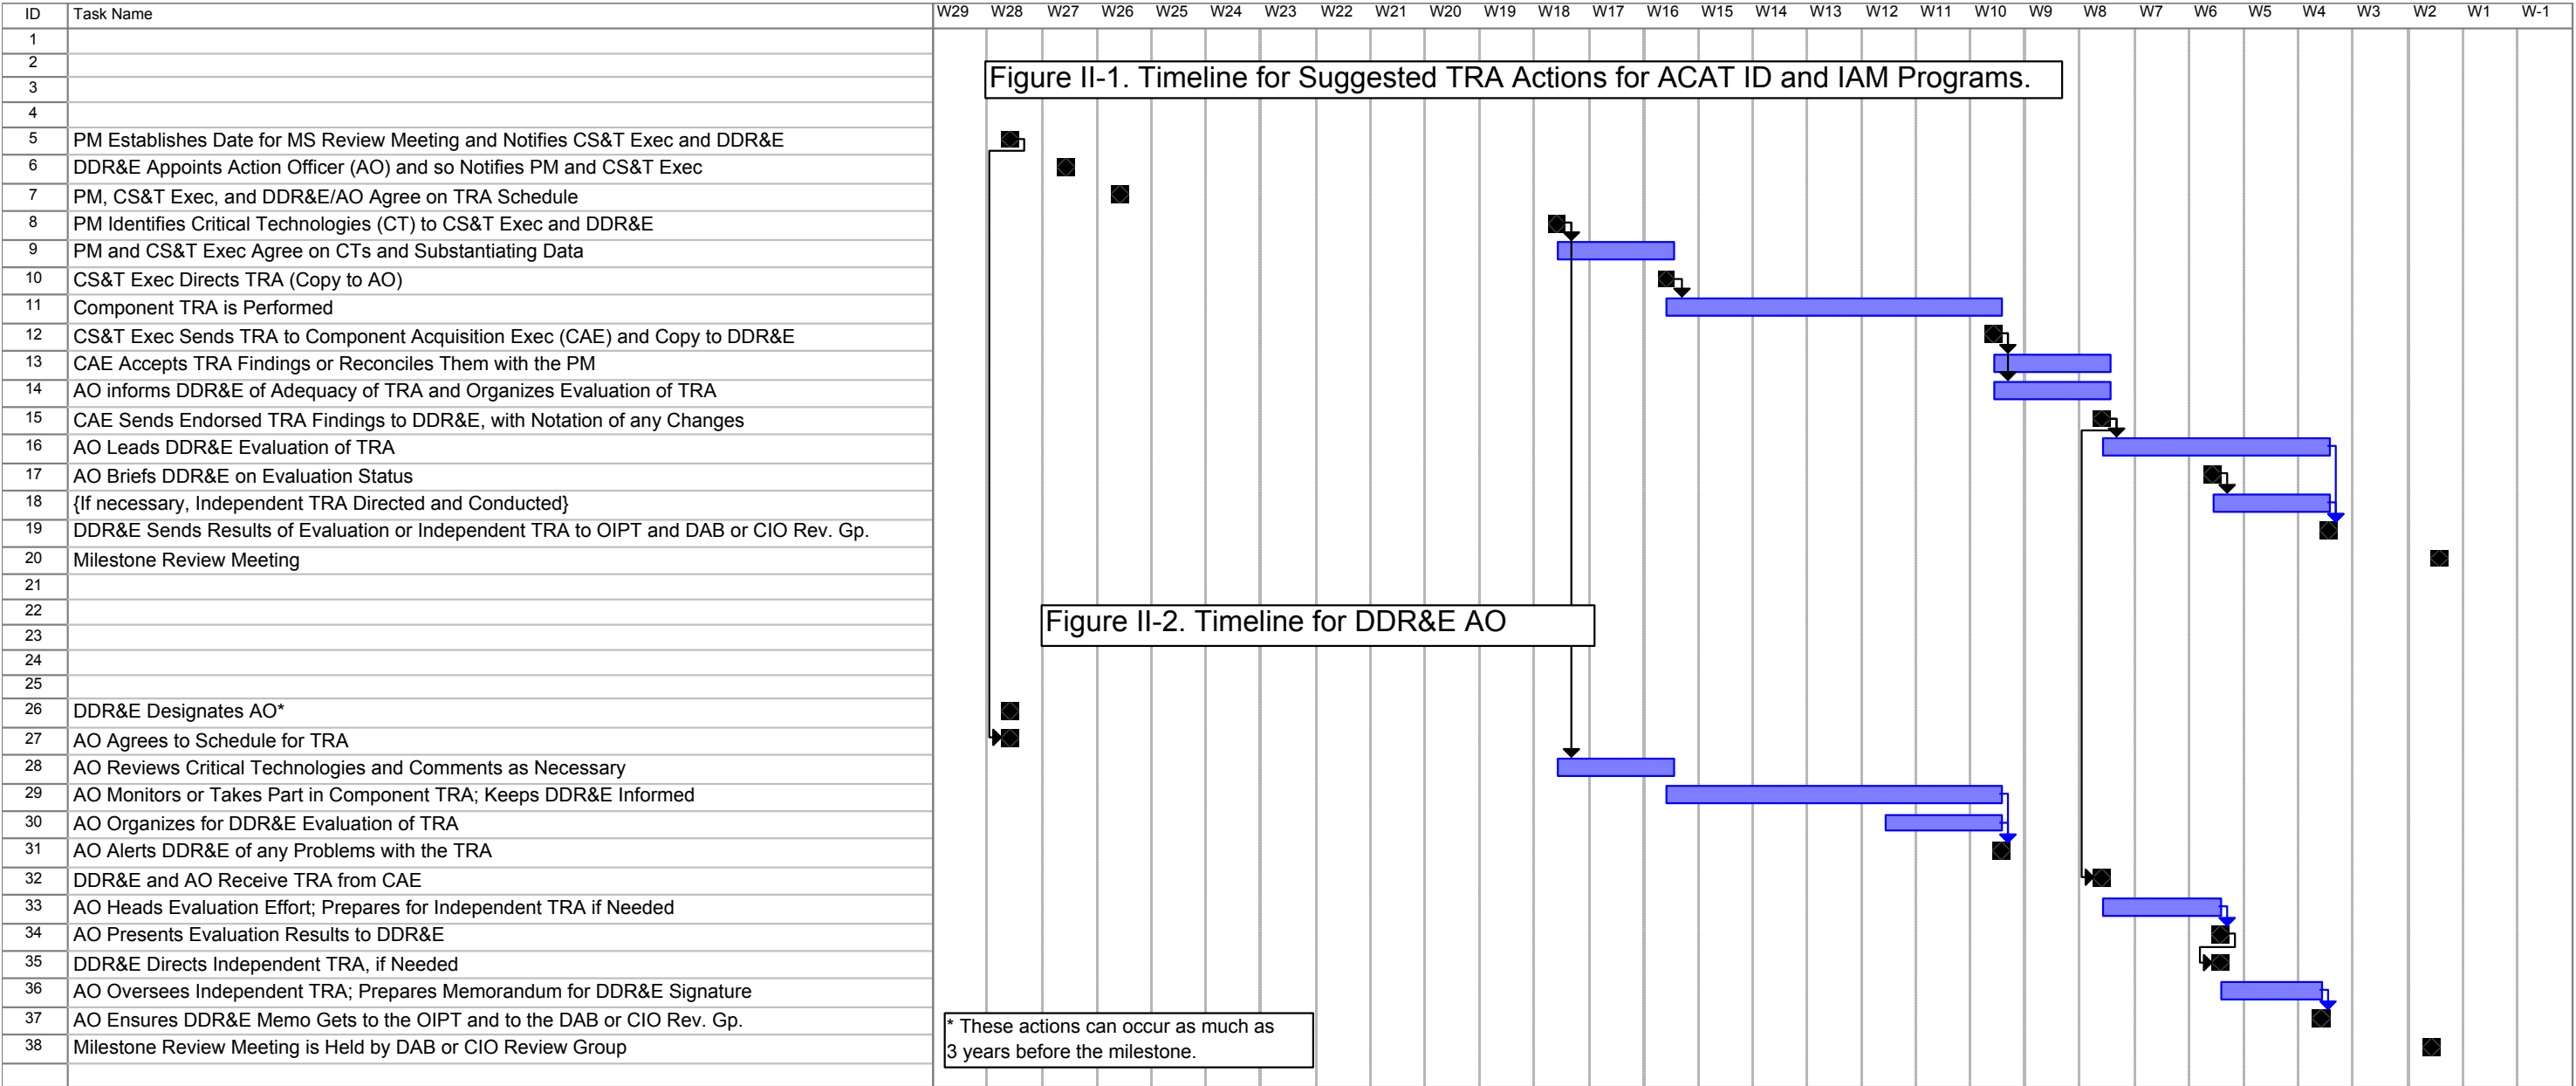 ID Task Name W29 W28 W27 W26 W25 W24 W23 W22 W21 W20 W19 W18 W17 W16 W15 W14 W13 W12 W11 W10 W9 W8 W7 W6 W5 W4 W3 W2 W1 W-1
1
2
Figure II-1. Timeline for Suggested TRA Actions for ACAT ID and IAM Programs.
3
4
5 PM Establishes Date for MS Review Meeting and Notifies CS&T Exec and DDR&E
6 DDR&E Appoints Action Officer (AO) and so Notifies PM and CS&T Exec
7 PM, CS&T Exec, and DDR&E/AO Agree on TRA Schedule
8 PM Identifies Critical Technologies (CT) to CS&T Exec and DDR&E
9 PM and CS&T Exec Agree on CTs and Substantiating Data
10 CS&T Exec Directs TRA (Copy to AO)
11 Component TRA is Performed
12 CS&T Exec Sends TRA to Component Acquisition Exec (CAE) and Copy to DDR&E
13 CAE Accepts TRA Findings or Reconciles Them with the PM
14 AO informs DDR&E of Adequacy of TRA and Organizes Evaluation of TRA
15 CAE Sends Endorsed TRA Findings to DDR&E, with Notation of any Changes
16 AO Leads DDR&E Evaluation of TRA
17 AO Briefs DDR&E on Evaluation Status
18 {If necessary, Independent TRA Directed and Conducted}
19 DDR&E Sends Results of Evaluation or Independent TRA to OIPT and DAB or CIO Rev. Gp.
20 Milestone Review Meeting
21
22
Figure II-2. Timeline for DDR&E AO
23
24
25
26 DDR&E Designates AO*
27 AO Agrees to Schedule for TRA
28 AO Reviews Critical Technologies and Comments as Necessary
29 AO Monitors or Takes Part in Component TRA; Keeps DDR&E Informed
30 AO Organizes for DDR&E Evaluation of TRA
31 AO Alerts DDR&E of any Problems with the TRA
32 DDR&E and AO Receive TRA from CAE
33 AO Heads Evaluation Effort; Prepares for Independent TRA if Needed
34 AO Presents Evaluation Results to DDR&E
35 DDR&E Directs Independent TRA, if Needed
36 AO Oversees Independent TRA; Prepares Memorandum for DDR&E Signature
37 AO Ensures DDR&E Memo Gets to the OIPT and to the DAB or CIO Rev. Gp.
38 Milestone Review Meeting is Held by DAB or CIO Review Group
* These actions can occur as much as
3 years before the milestone.